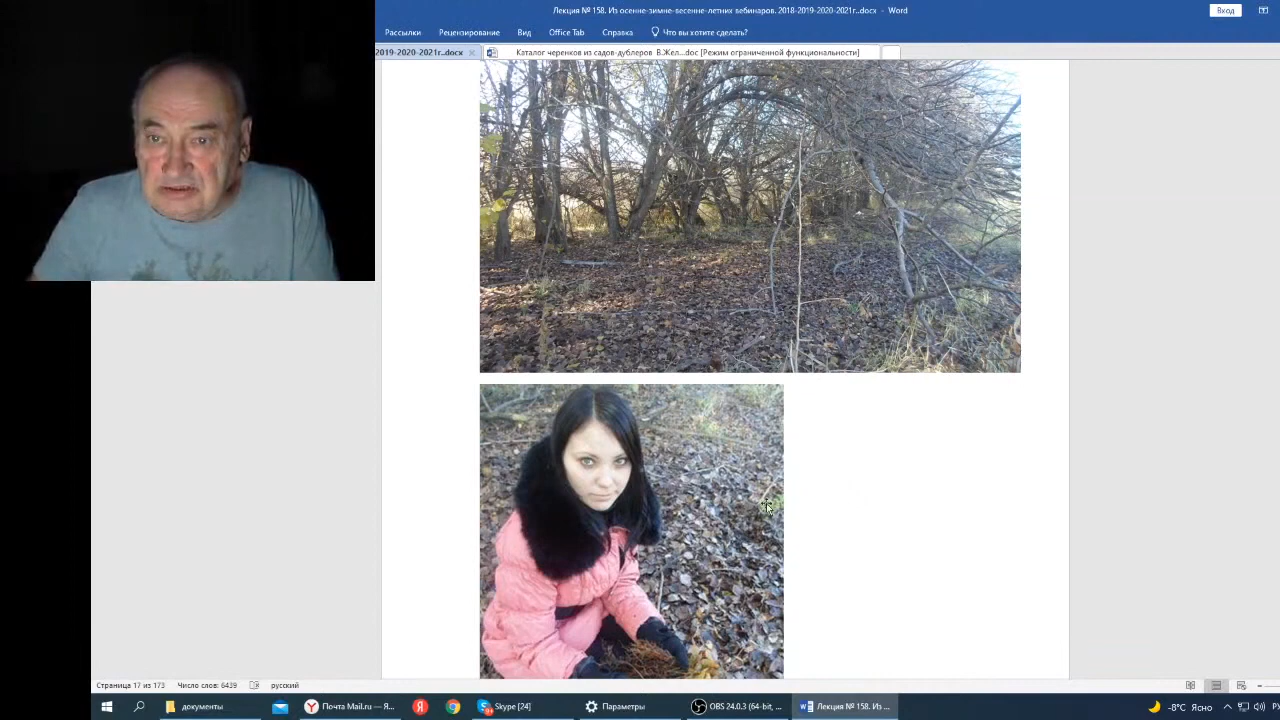 Лекция № 158. Из осенне-зимне-весенне-летних вебинаров. 2018-2019-2020-2021г..docx - Word
Вход
Рассылки Рецензирование Вид Office Tab Справка Что вы хотите сделать?
2019-2020-2021г..docx
Каталог черенков из садов-дублеров В.Жел...doc [Режим ограниченной функциональности]
Страница 17 из 173 Число слов: 6439 русский
документы
Почта Mail.ru — Я...
Skype [24]
Параметры
OBS 24.0.3 (64-bit, ...
Лекция № 158. Из ...
-8°C Ясно